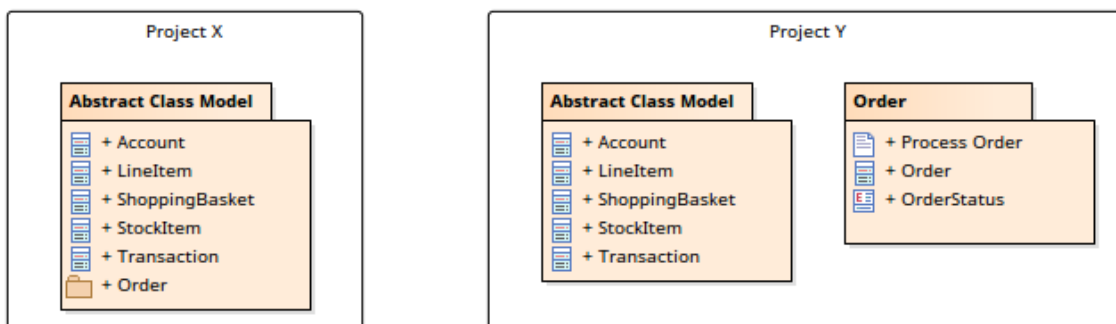 Project X
Abstract Class Model
+ Account
+ LineItem
+ ShoppingBasket
+ StockItem
+ Transaction
+ Order
Project Y
Abstract Class Model
+ Account
+ LineItem
+ ShoppingBasket
+ StockItem
+ Transaction
Order
+ Process Order
+ Order
E
+ OrderStatus